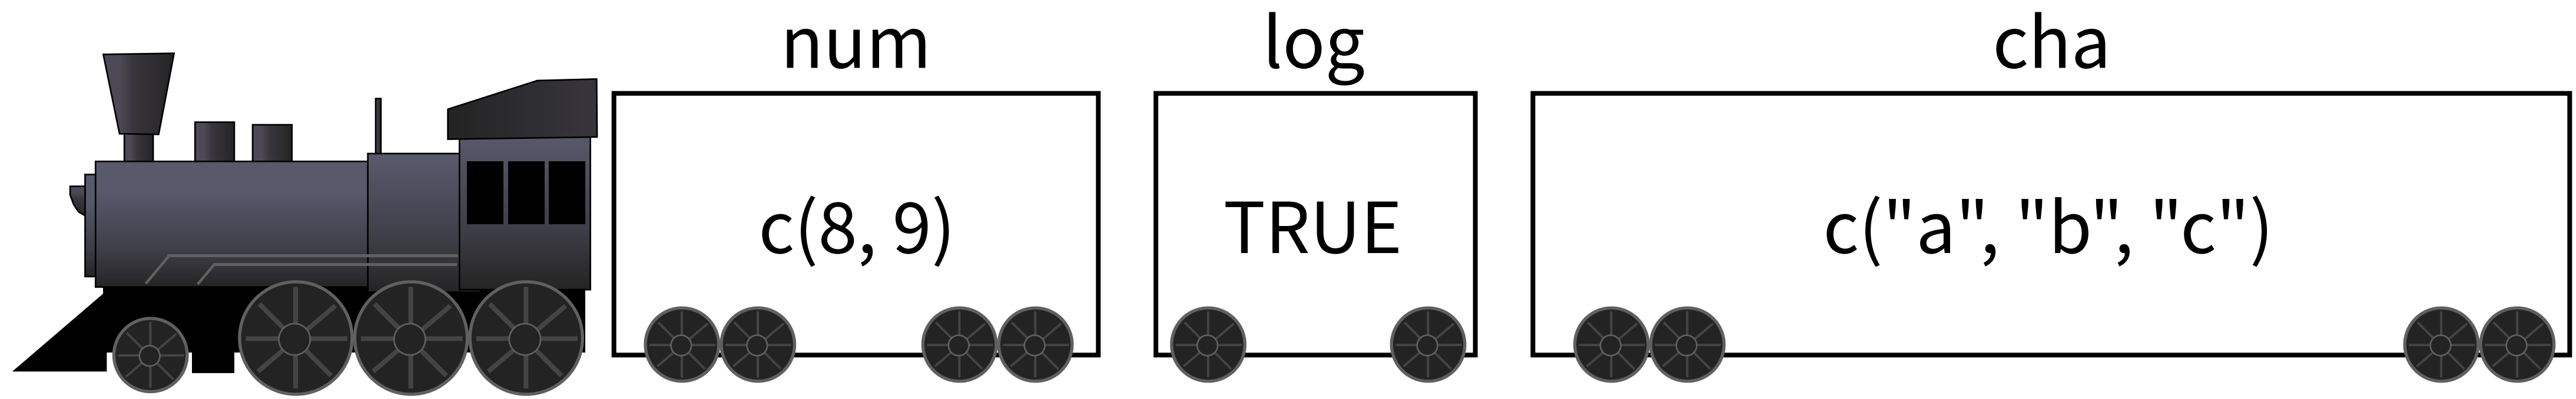 num
log
cha
c(8, 9)
TRUE
c("a", "b", "c")